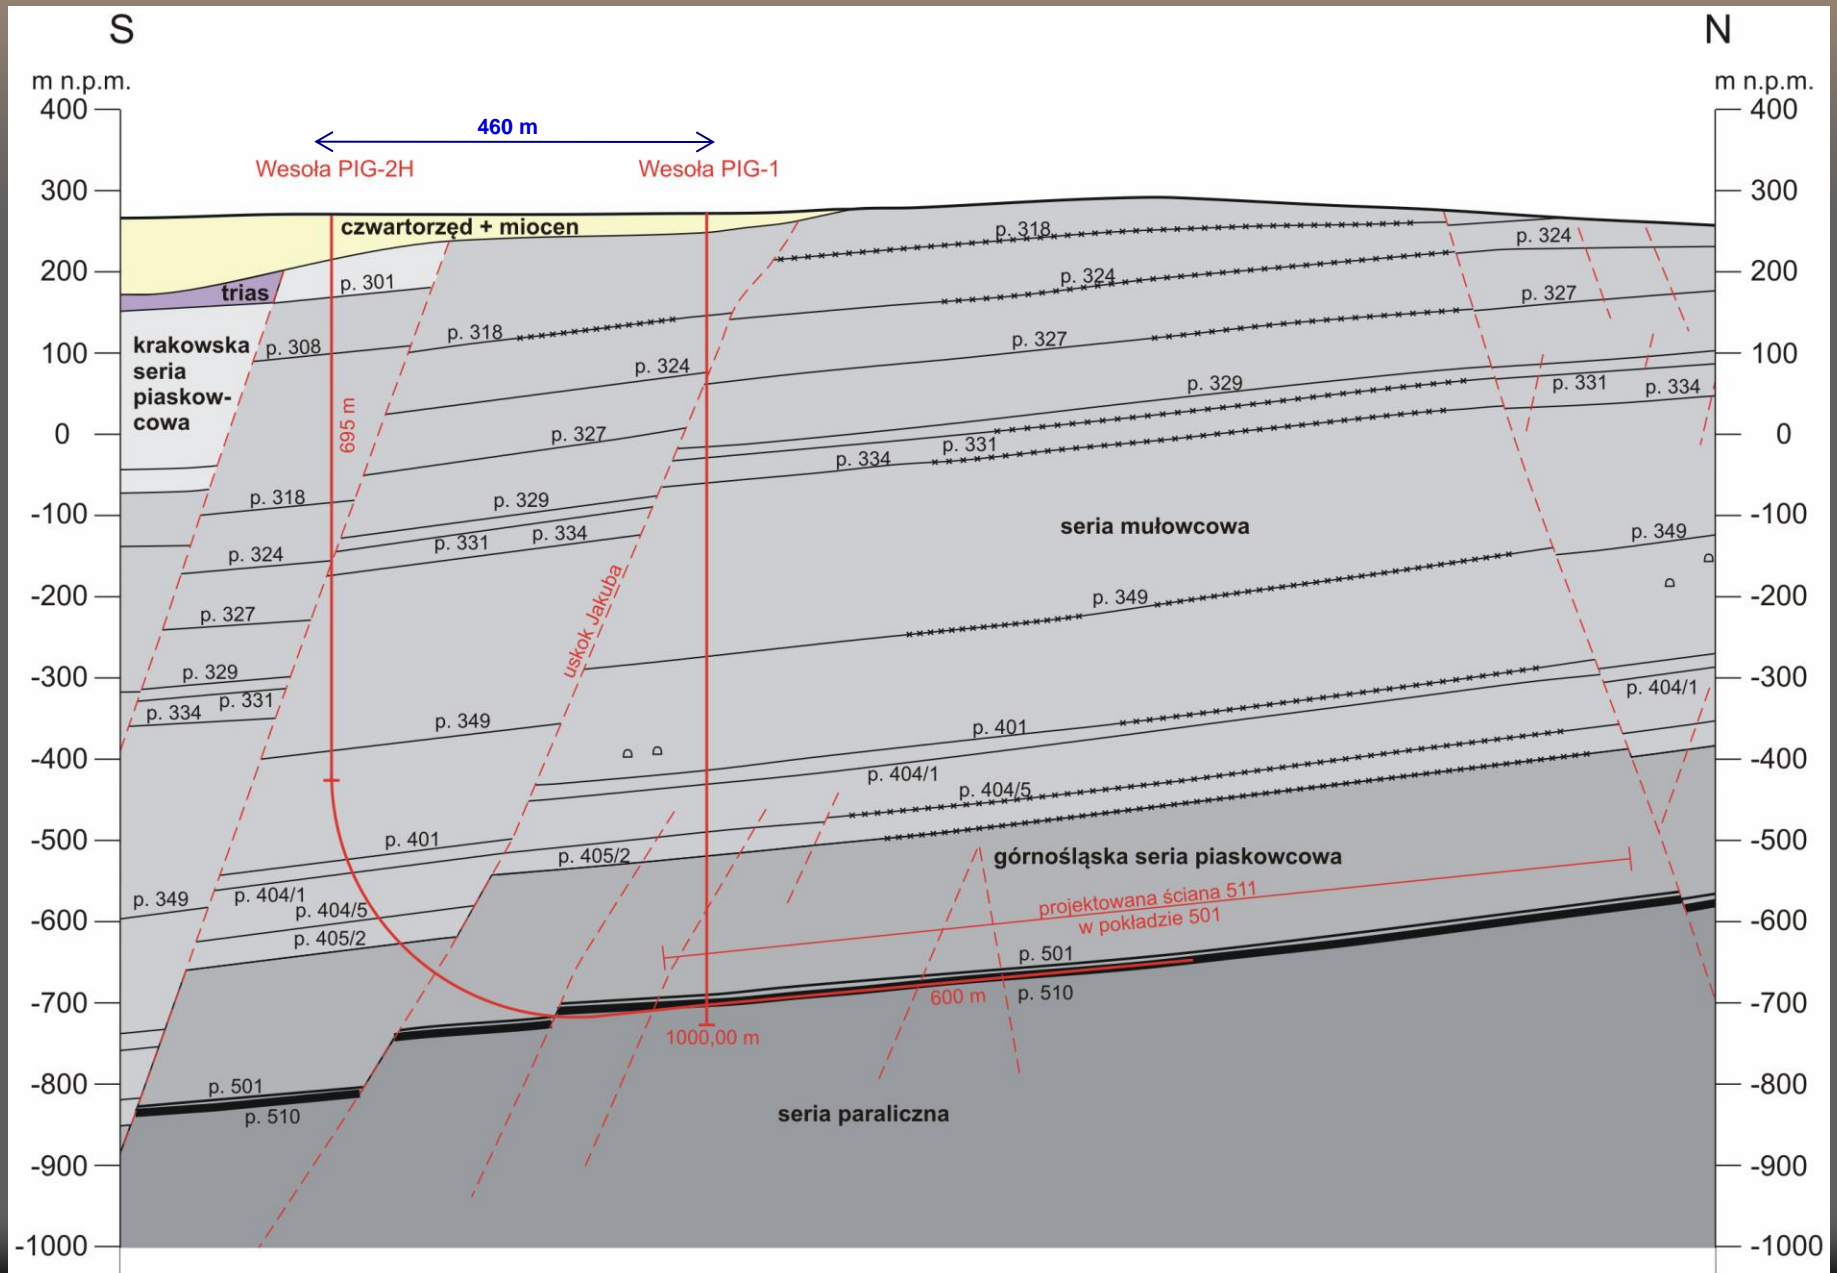 S
N
m n.p.m.
m n.p.m.
400
400
460 m
Wesoła PIG-2H
Wesoła PIG-1
300
300
czwartorzęd + miocen
p. 318
p. 324
200
200
trias
p. 301
p. 324
p. 327
p. 318
p. 327
krakowska
seria
piaskow-
cowa
p. 308
100
100
p. 324
p. 329
p. 331
p. 334
695 m
0
0
p. 327
p. 331
p. 334
p. 318
p. 329
-100
-100
seria mułowcowa
p. 324
p. 331
p. 334
p. 349
-200
-200
uskok Jakuba
p. 349
p. 327
-300
-300
p. 329
p. 331
p. 334
p. 404/1
p. 349
p. 401
-400
-400
p. 404/1
p. 404/5
-500
-500
p. 401
p. 405/2
górnośląska seria piaskowcowa
p. 349
p. 404/1
p. 404/5
projektowana ściana 511
w pokładzie 501
-600
-600
p. 405/2
p. 501
-700
-700
600 m
p. 510
1000,00 m
-800
-800
p. 501
p. 510
seria paraliczna
-900
-900
-1000
-1000